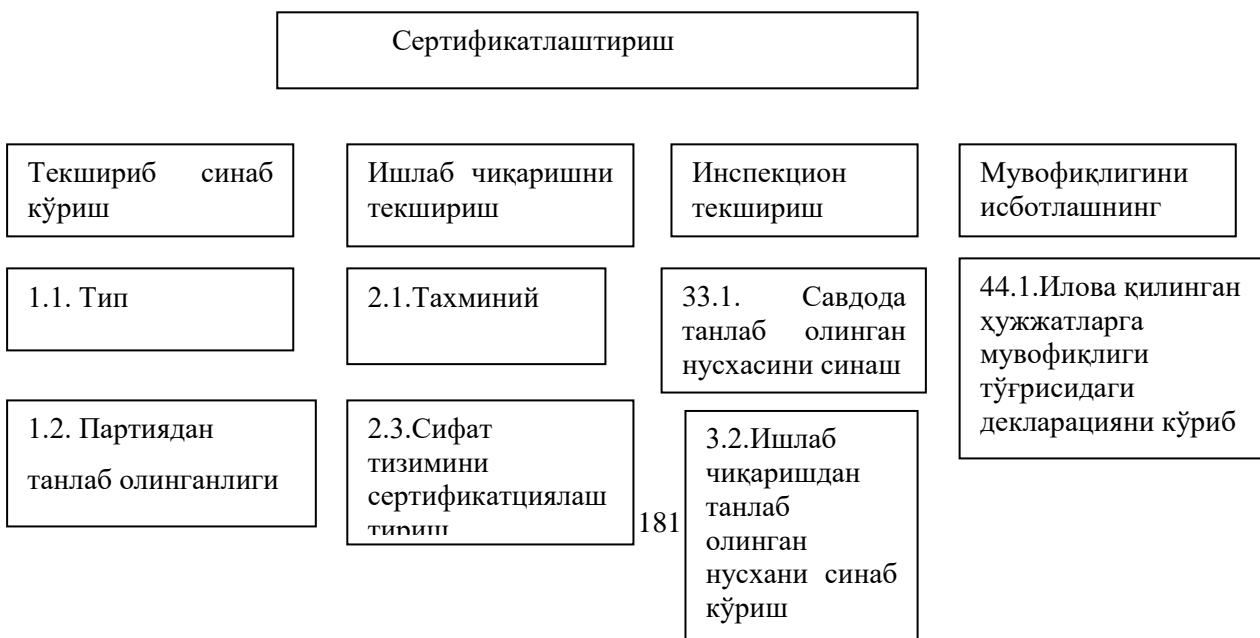 Сертификатлаштириш
Текшириб синаб
кўриш
Ишлаб чиқаришни
текшириш
Инспекцион
текшириш
Мувофиқлигини
исботлашнинг
1.1. Тип
2.1.Тахминий
33.1. Савдода
танлаб олинган
нусхасини синаш
44.1.Илова қилинган
ҳужжатларга
мувофиқлиги
тўғрисидаги
декларацияни кўриб
1.2. Партиядан
танлаб олинганлиги
2.3.Сифат
тизимини
сертификатциялаш
тириш
3.2.Ишлаб
чиқаришдан
танлаб
олинган
нусхани синаб
кўриш
181